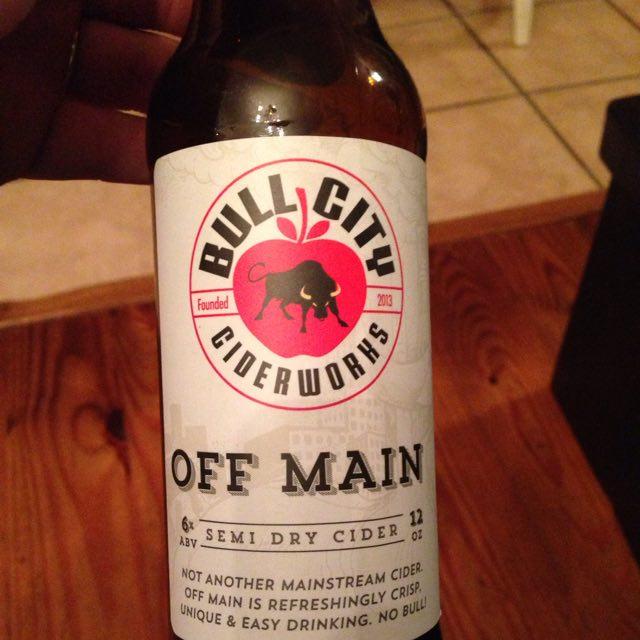 BULL CITY
Founded 2013
CIDERWORKS
OFF MAIN
6% ABV SEMI DRY CIDER 12 OZ
NOT ANOTHER MAINSTREAM CIDER.
OFF MAIN IS REFRESHINGLY CRISP,
UNIQUE & EASY DRINKING. NO BULL!